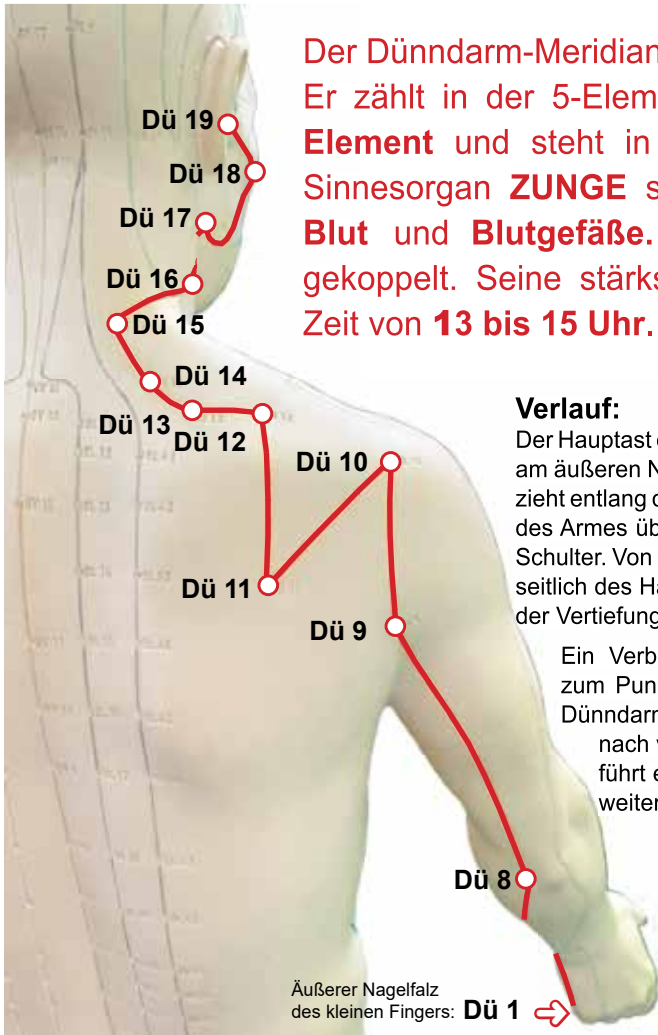 Der Dünndarm-Meridian
Er zählt in der 5-Elem
Element und steht in
Sinnesorgan ZUNGE s
Blut und Blutgefäße.
gekoppelt. Seine stärks
Zeit von 13 bis 15 Uhr.
Dü 19
Dü 18
Dü 17
Dü 16
Dü 15
Dü 14
Dü 13
Dü 12
Dü 10
Dü 11
Dü 9
Dü 8
Verlauf:
Der Hauptast
am äußeren N
zieht entlang d
des Armes üb
Schulter. Von
seitlich des Ha
der Vertiefung
Ein Verb
zum Pun
Dünndarm
nach v
führt e
weiter
Äußerer Nagelfalz
des kleinen Fingers: Dü 1